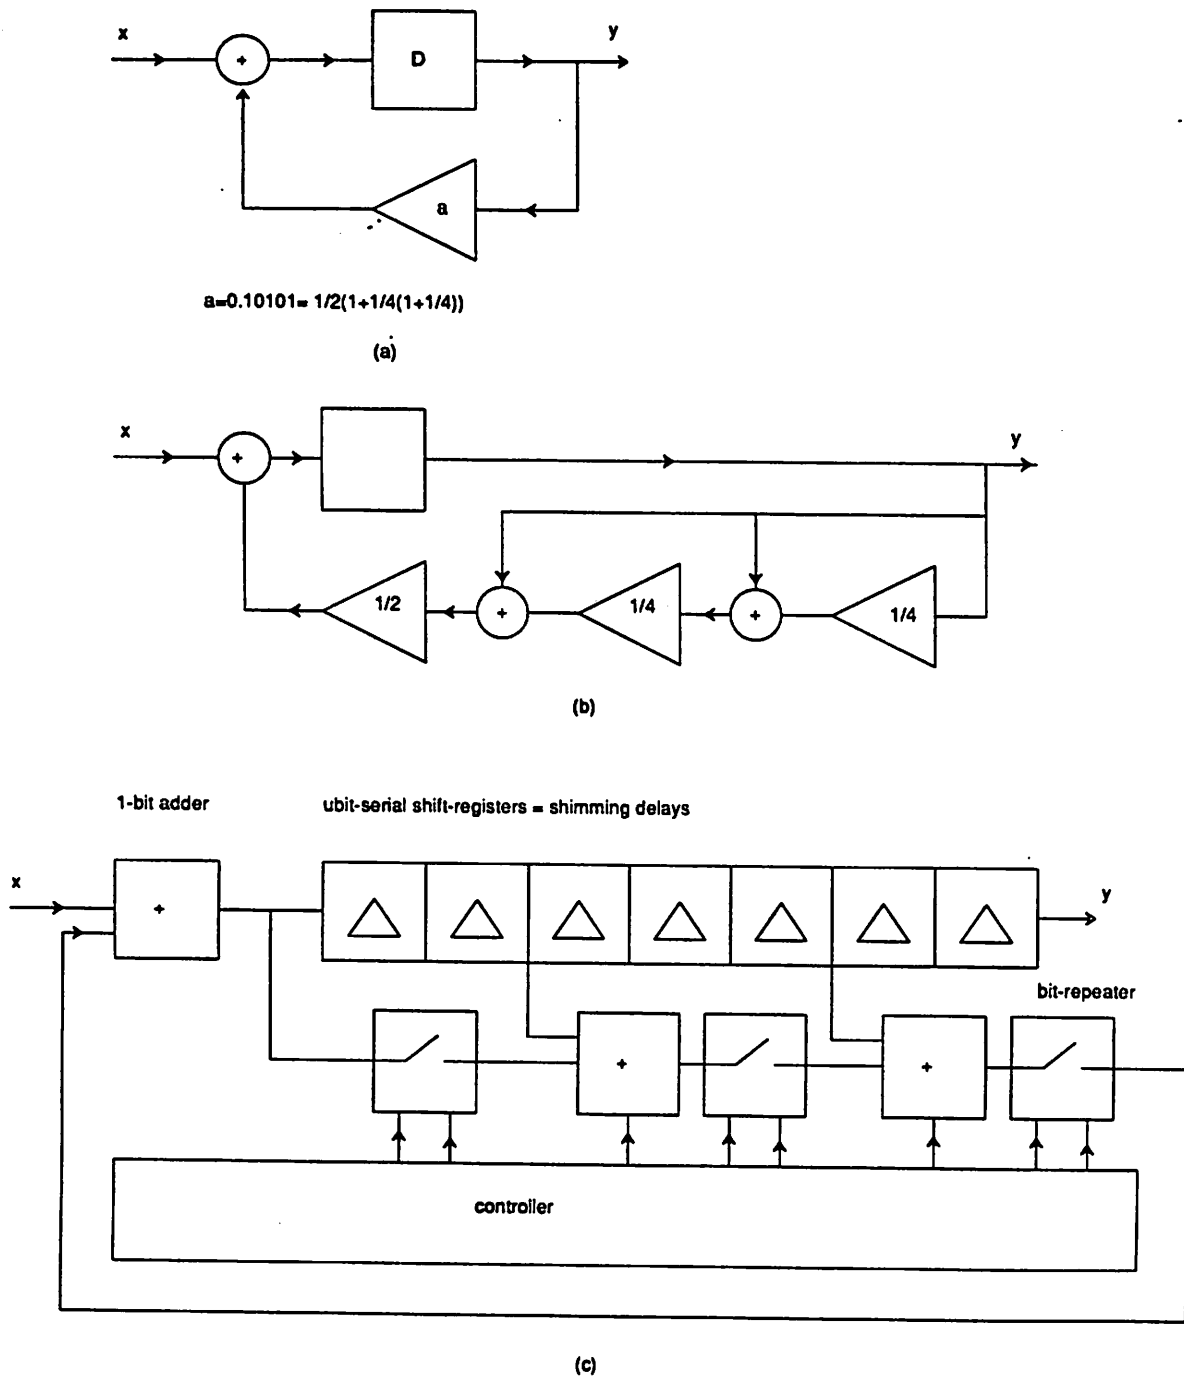 x
y
+
D
a
a=0.10101= 1/2(1+1/4(1+1/4))
(a)
x
y
+
1/2
+
1/4
+
1/4
(b)
1-bit adder
ubit-serial shift-registers = shimming delays
x
+
y
bit-repeater
+
+
controller
(c)